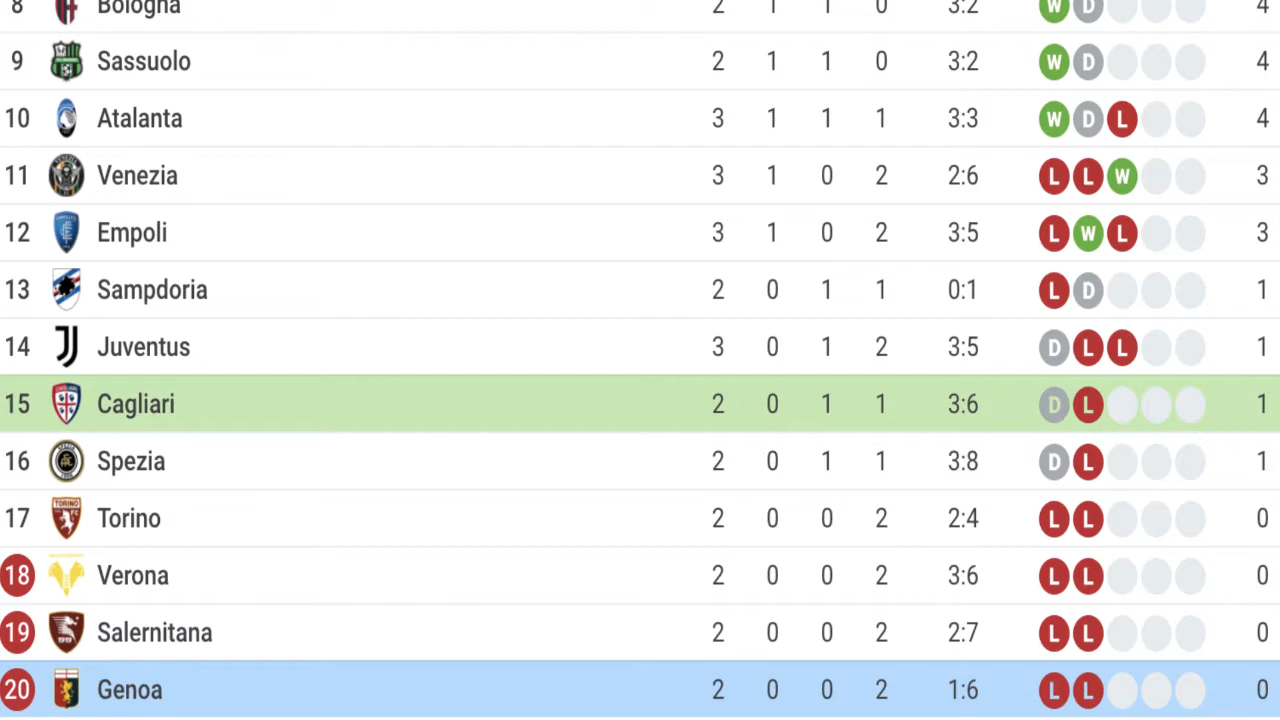 8 Bologna 2 1 1 0 3:2 W D 4
9 Sassuolo 2 1 1 0 3:2 W D 4
10 Atalanta 3 1 1 1 3:3 W D L 4
11 Venezia 3 1 0 2 2:6 L L W 3
12 Empoli 3 1 0 2 3:5 L W L 3
13 Sampdoria 2 0 1 1 0:1 L D 1
14 Juventus 3 0 1 2 3:5 D L L 1
15 Cagliari 2 0 1 1 3:6 D L 1
16 Spezia 2 0 1 1 3:8 D L 1
17 Torino 2 0 0 2 2:4 L L 0
18 Verona 2 0 0 2 3:6 L L 0
19 Salernitana 2 0 0 2 2:7 L L 0
20 Genoa 2 0 0 2 1:6 L L 0